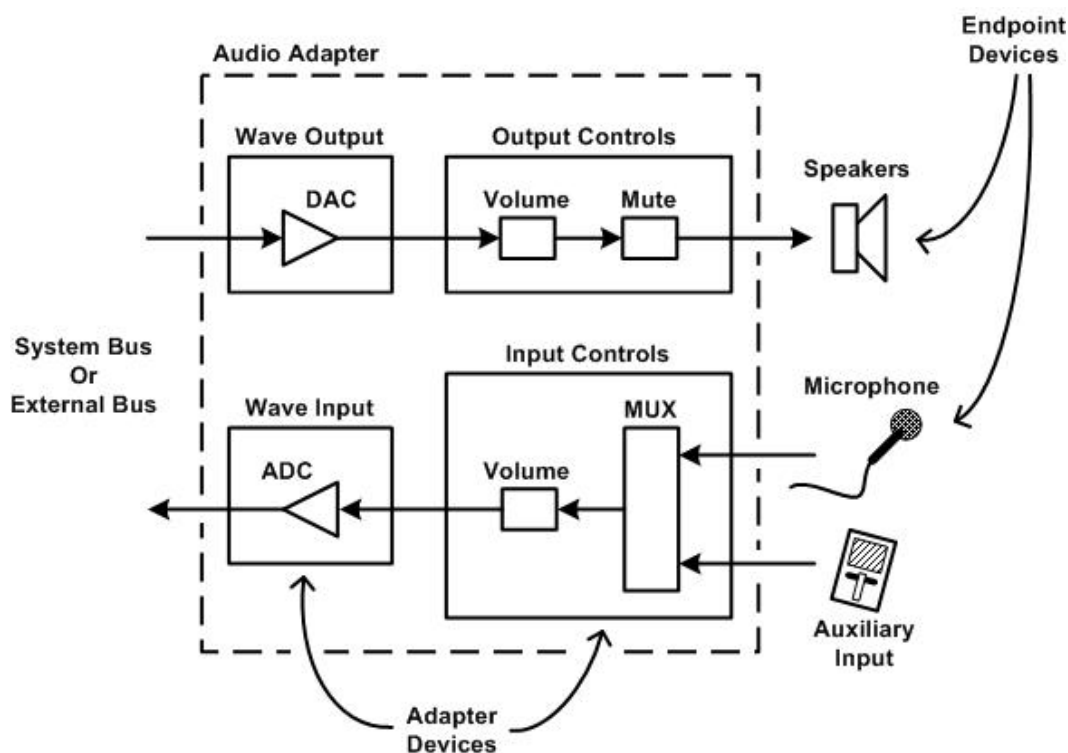 Endpoint
Devices
Audio Adapter
Wave Output
Output Controls
Speakers
DAC
Volume
Mute
System Bus
Or
External Bus
Input Controls
Microphone
Wave Input
MUX
ADC
Volume
Auxiliary
Input
Adapter
Devices